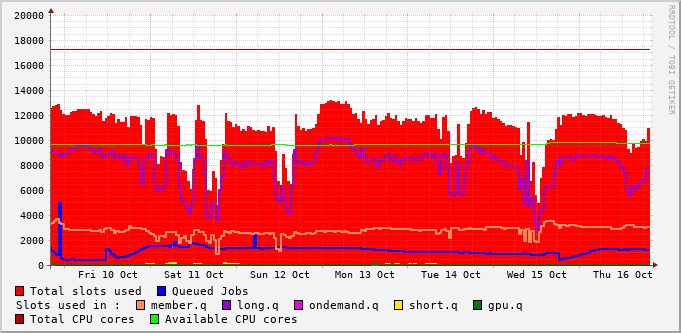 20000
18000
16000
14000
12000
10000
8000
6000
4000
2000
0
Fri 10 Oct Sat 11 Oct Sun 12 Oct Mon 13 Oct Tue 14 Oct Wed 15 Oct Thu 16 Oct
Total slots used Queued Jobs
Slots used in : member.q long.q ondemand.q short.q gpu.q
Total CPU cores Available CPU cores
RRDTOOL / TOBI OETIKER